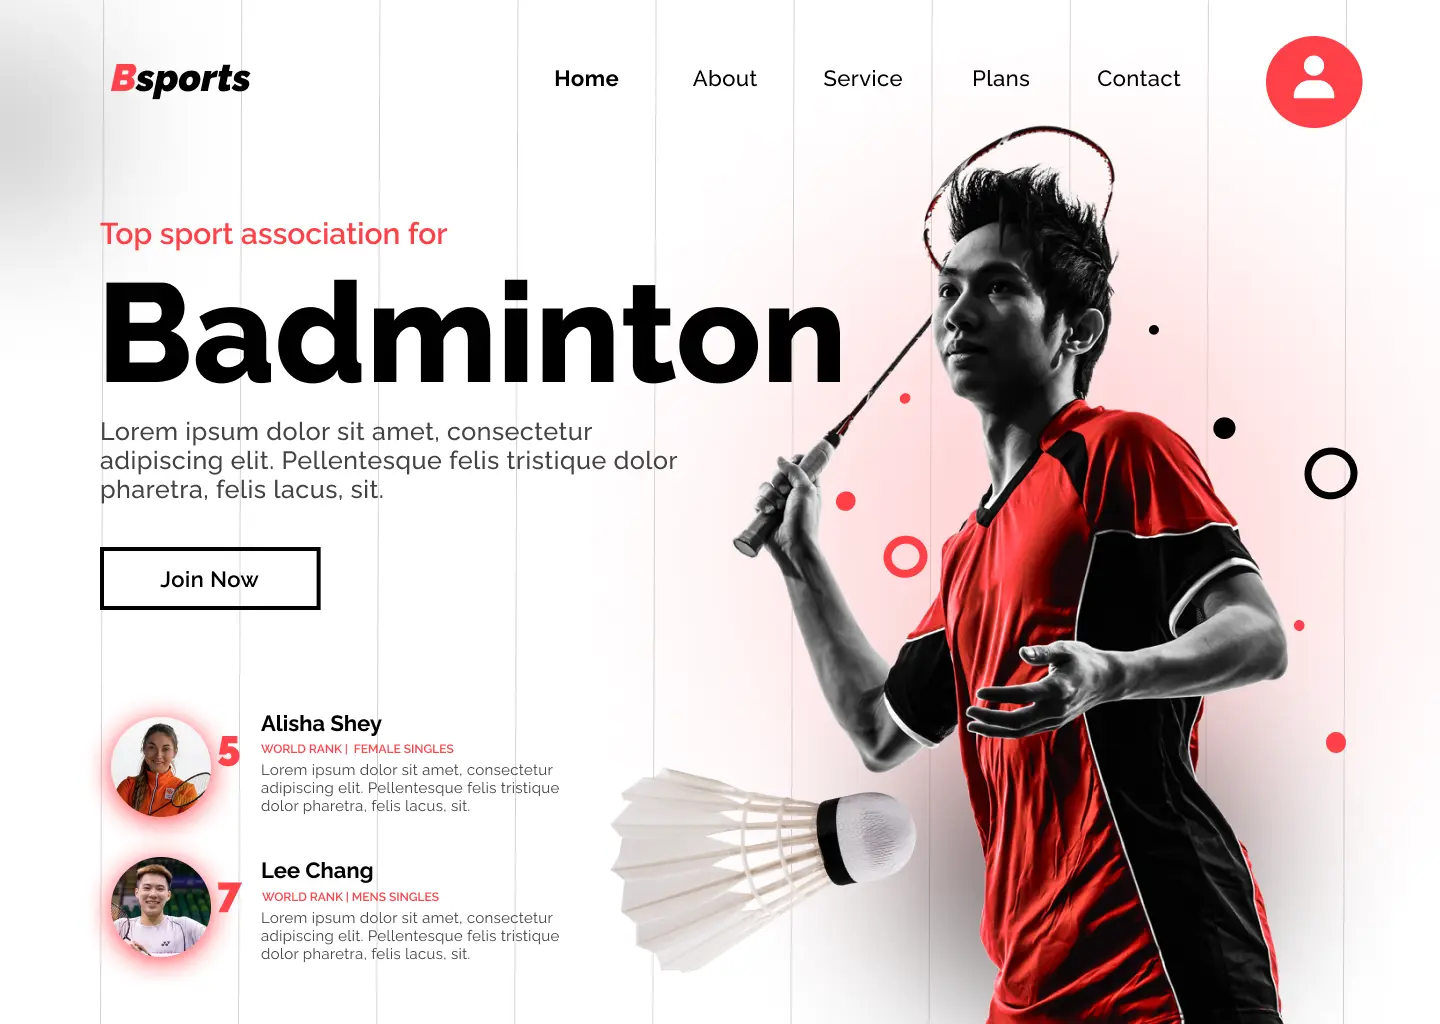 Bsports
Home About Service Plans Contact
Top sport association for
Badminton
Lorem ipsum dolor sit amet, consectetur
adipiscing elit. Pellentesque felis tristique dolor
pharetra, felis lacus, sit.
Join Now
5
Alisha Shey
WORLD RANK | FEMALE SINGLES
Lorem ipsum dolor sit amet, consectetur
adipiscing elit. Pellentesque felis tristique
dolor pharetra, felis lacus, sit.
7
Lee Chang
WORLD RANK | MENS SINGLES
Lorem ipsum dolor sit amet, consectetur
adipiscing elit. Pellentesque felis tristique
dolor pharetra, felis lacus, sit.